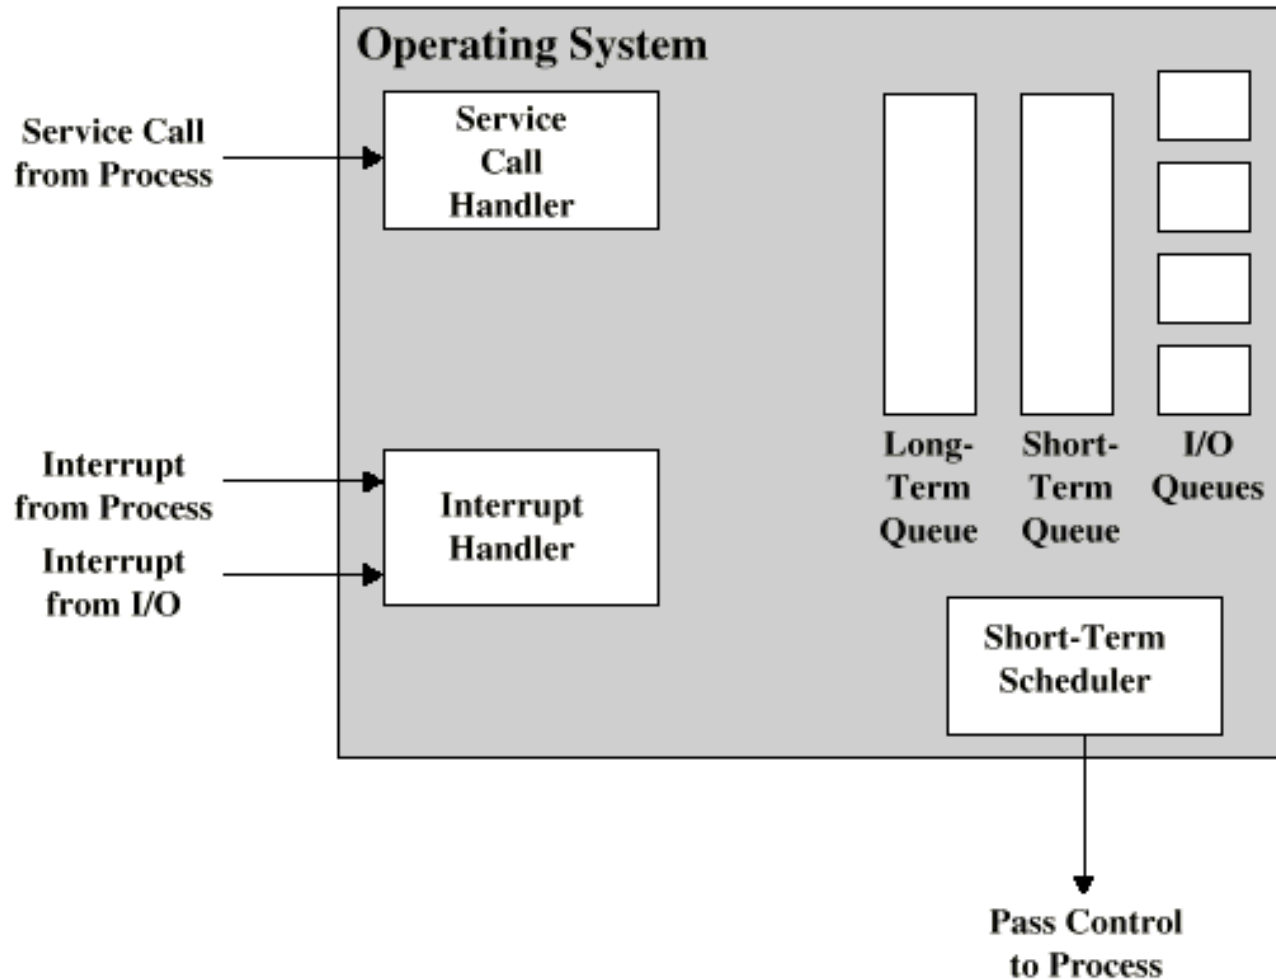 Operating System
Service Call
from Process
Service
Call
Handler
Interrupt
from Process
Interrupt
from I/O
Interrupt
Handler
Long-
Term
Queue
Short-
Term
Queue
I/O
Queues
Short-Term
Scheduler
Pass Control
to Process